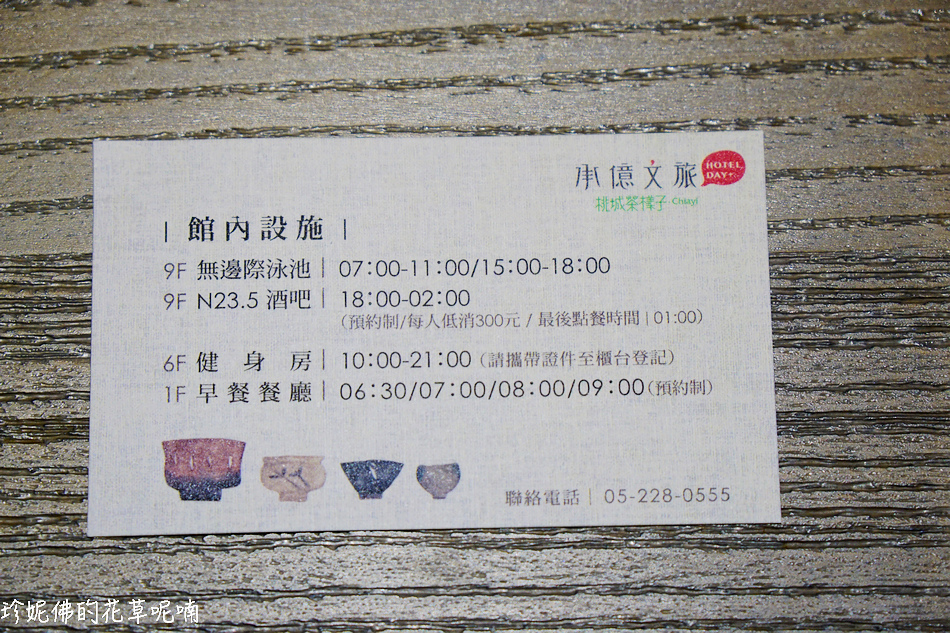 承億文旅 HOTEL DAY+
桃城茶樣子 Chiayi
| 館內設施 |
9F 無邊際泳池 | 07:00-11:00/15:00-18:00
9F N23.5 酒吧 | 18:00-02:00
(預約制/每人低消300元 / 最後點餐時間 | 01:00)
6F 健身房 | 10:00-21:00 (請攜帶證件至櫃台登記)
1F 早餐餐廳 | 06:30/07:00/08:00/09:00(預約制)
聯絡電話 | 05-228-0555
珍妮佛的花草呢喃